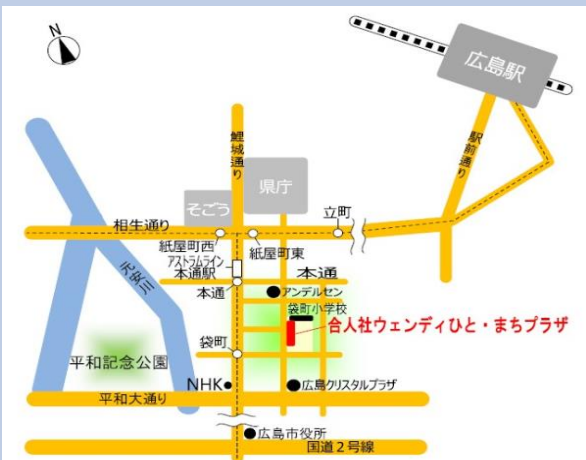 N
広島駅
鯉城通り
駅前通り
県庁
そごう
立町
相生通り
紙屋町西
紙屋町東
アストラムライン
本通駅
本通
本通
アンデルセン
元安川
袋町小学校
合人社ウェンディひと・まちプラザ
袋町
平和記念公園
NHK
広島クリスタルプラザ
平和大通り
広島市役所
国道2号線